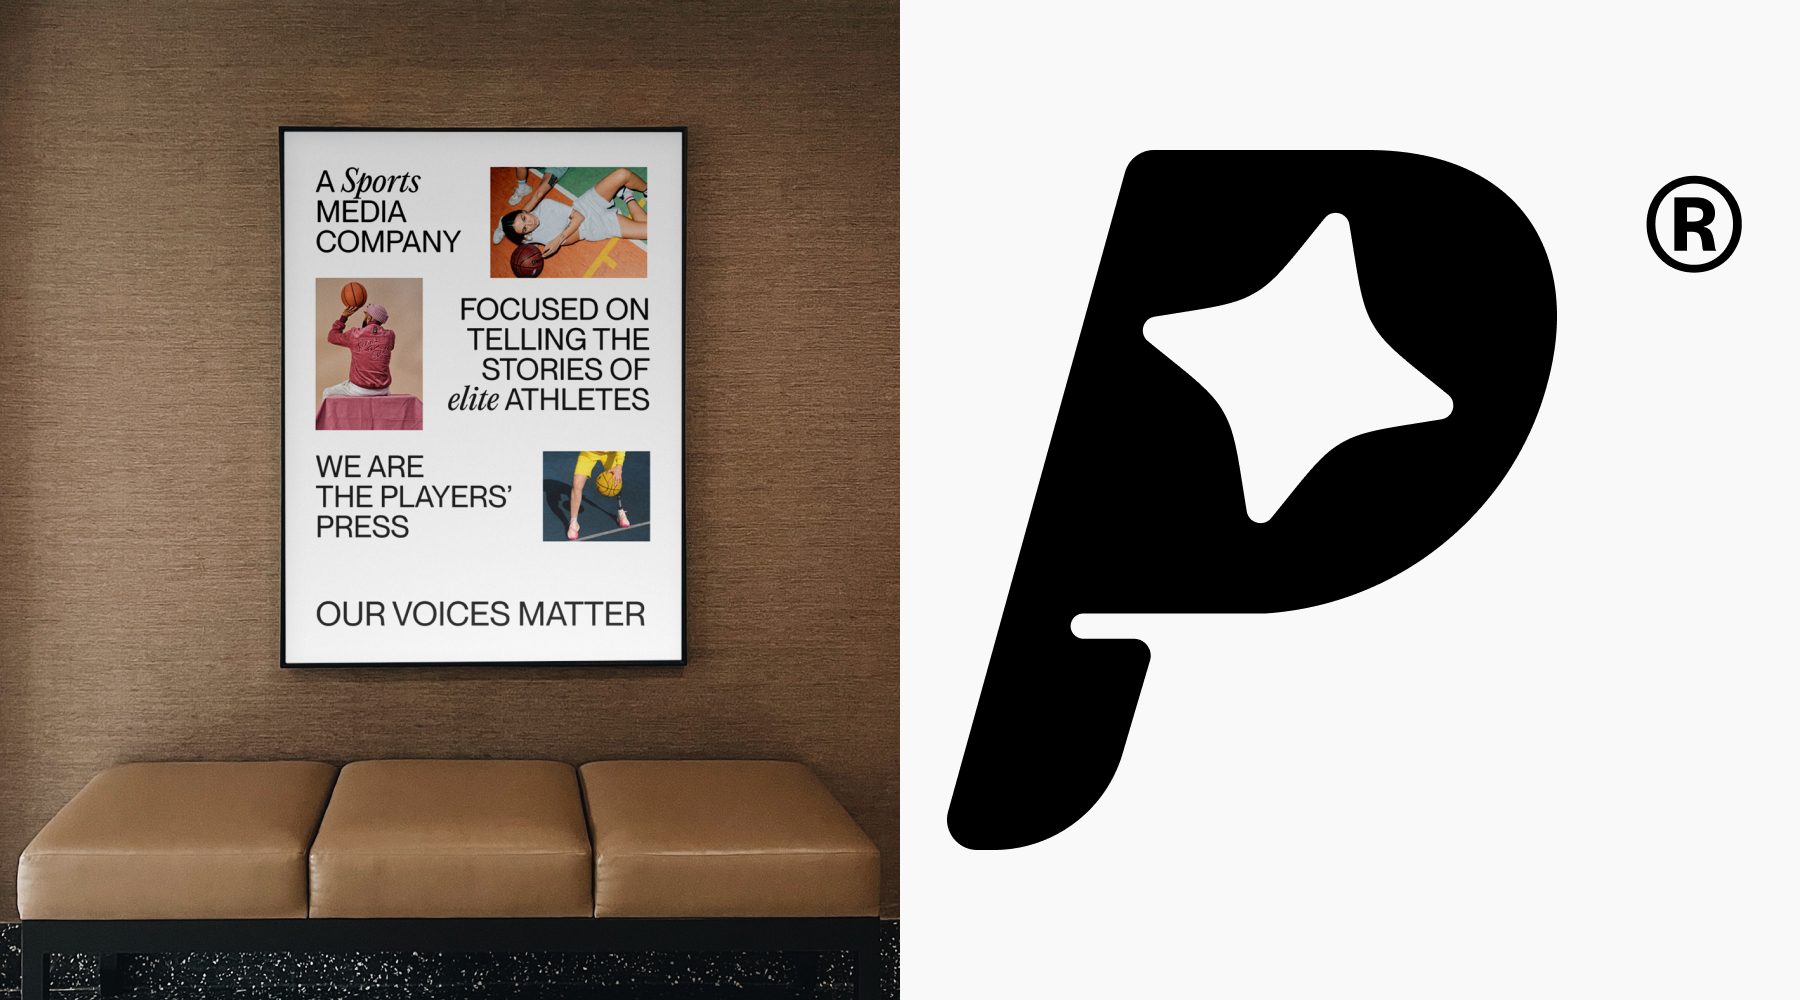 A Sports
MEDIA
COMPANY
FOCUSED ON
TELLING THE
STORIES OF
elite ATHLETES
WE ARE
THE PLAYERS’
PRESS
OUR VOICES MATTER
P
®